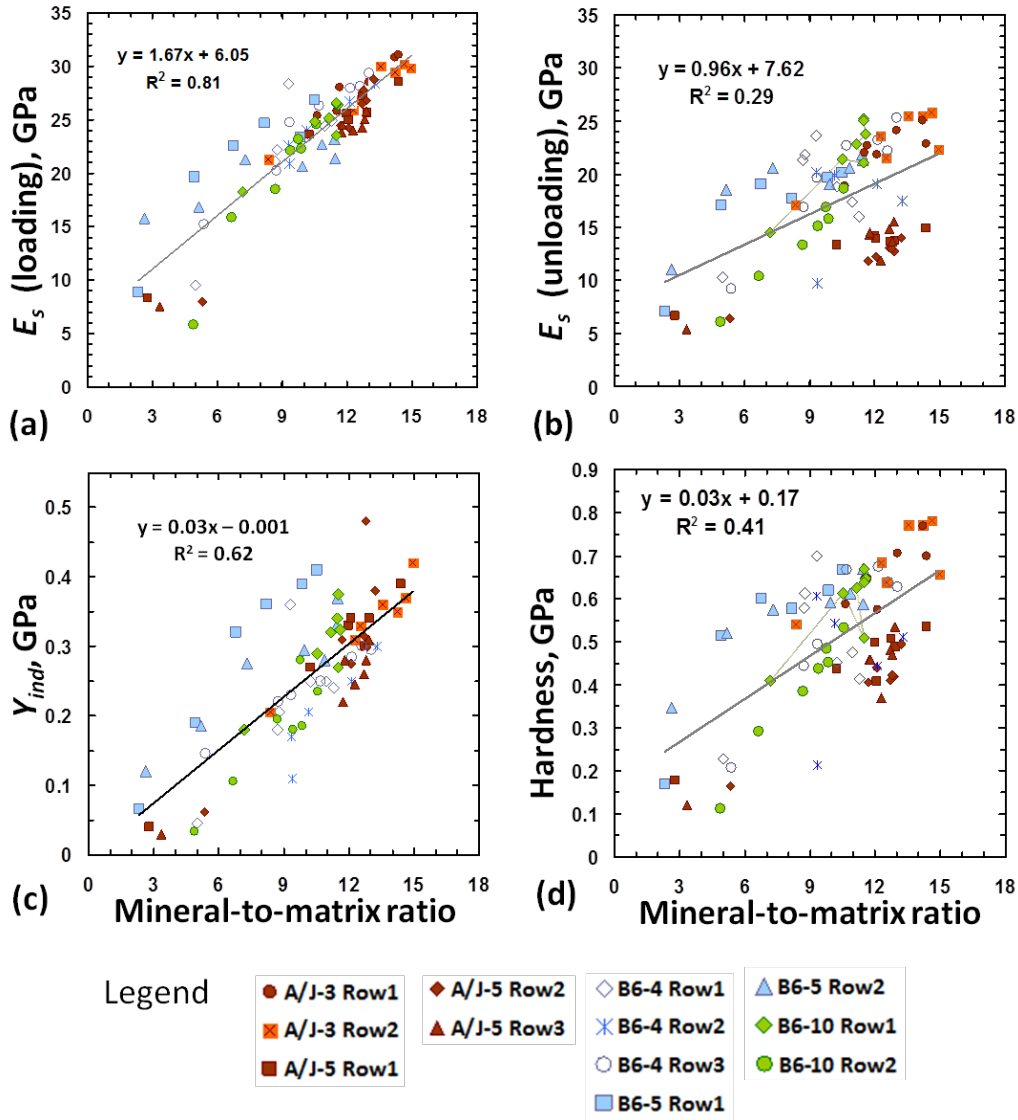 35
30
25
20
15
10
5
0
E_s (loading), GPa
y = 1.67x + 6.05
R² = 0.81
0 3 6 9 12 15 18
(a)
35
30
25
20
15
10
5
0
E_s (unloading), GPa
y = 0.96x + 7.62
R² = 0.29
0 3 6 9 12 15 18
(b)
0.5
0.4
0.3
0.2
0.1
0
Y_ind, GPa
y = 0.03x – 0.001
R² = 0.62
0 3 6 9 12 15 18
(c)
Mineral-to-matrix ratio
0.9
0.8
0.7
0.6
0.5
0.4
0.3
0.2
0.1
0
Hardness, GPa
y = 0.03x + 0.17
R² = 0.41
0 3 6 9 12 15 18
(d)
Mineral-to-matrix ratio
Legend
A/J-3 Row1
A/J-3 Row2
A/J-5 Row1
A/J-5 Row2
A/J-5 Row3
B6-4 Row1
B6-4 Row2
B6-4 Row3
B6-5 Row1
B6-5 Row2
B6-10 Row1
B6-10 Row2